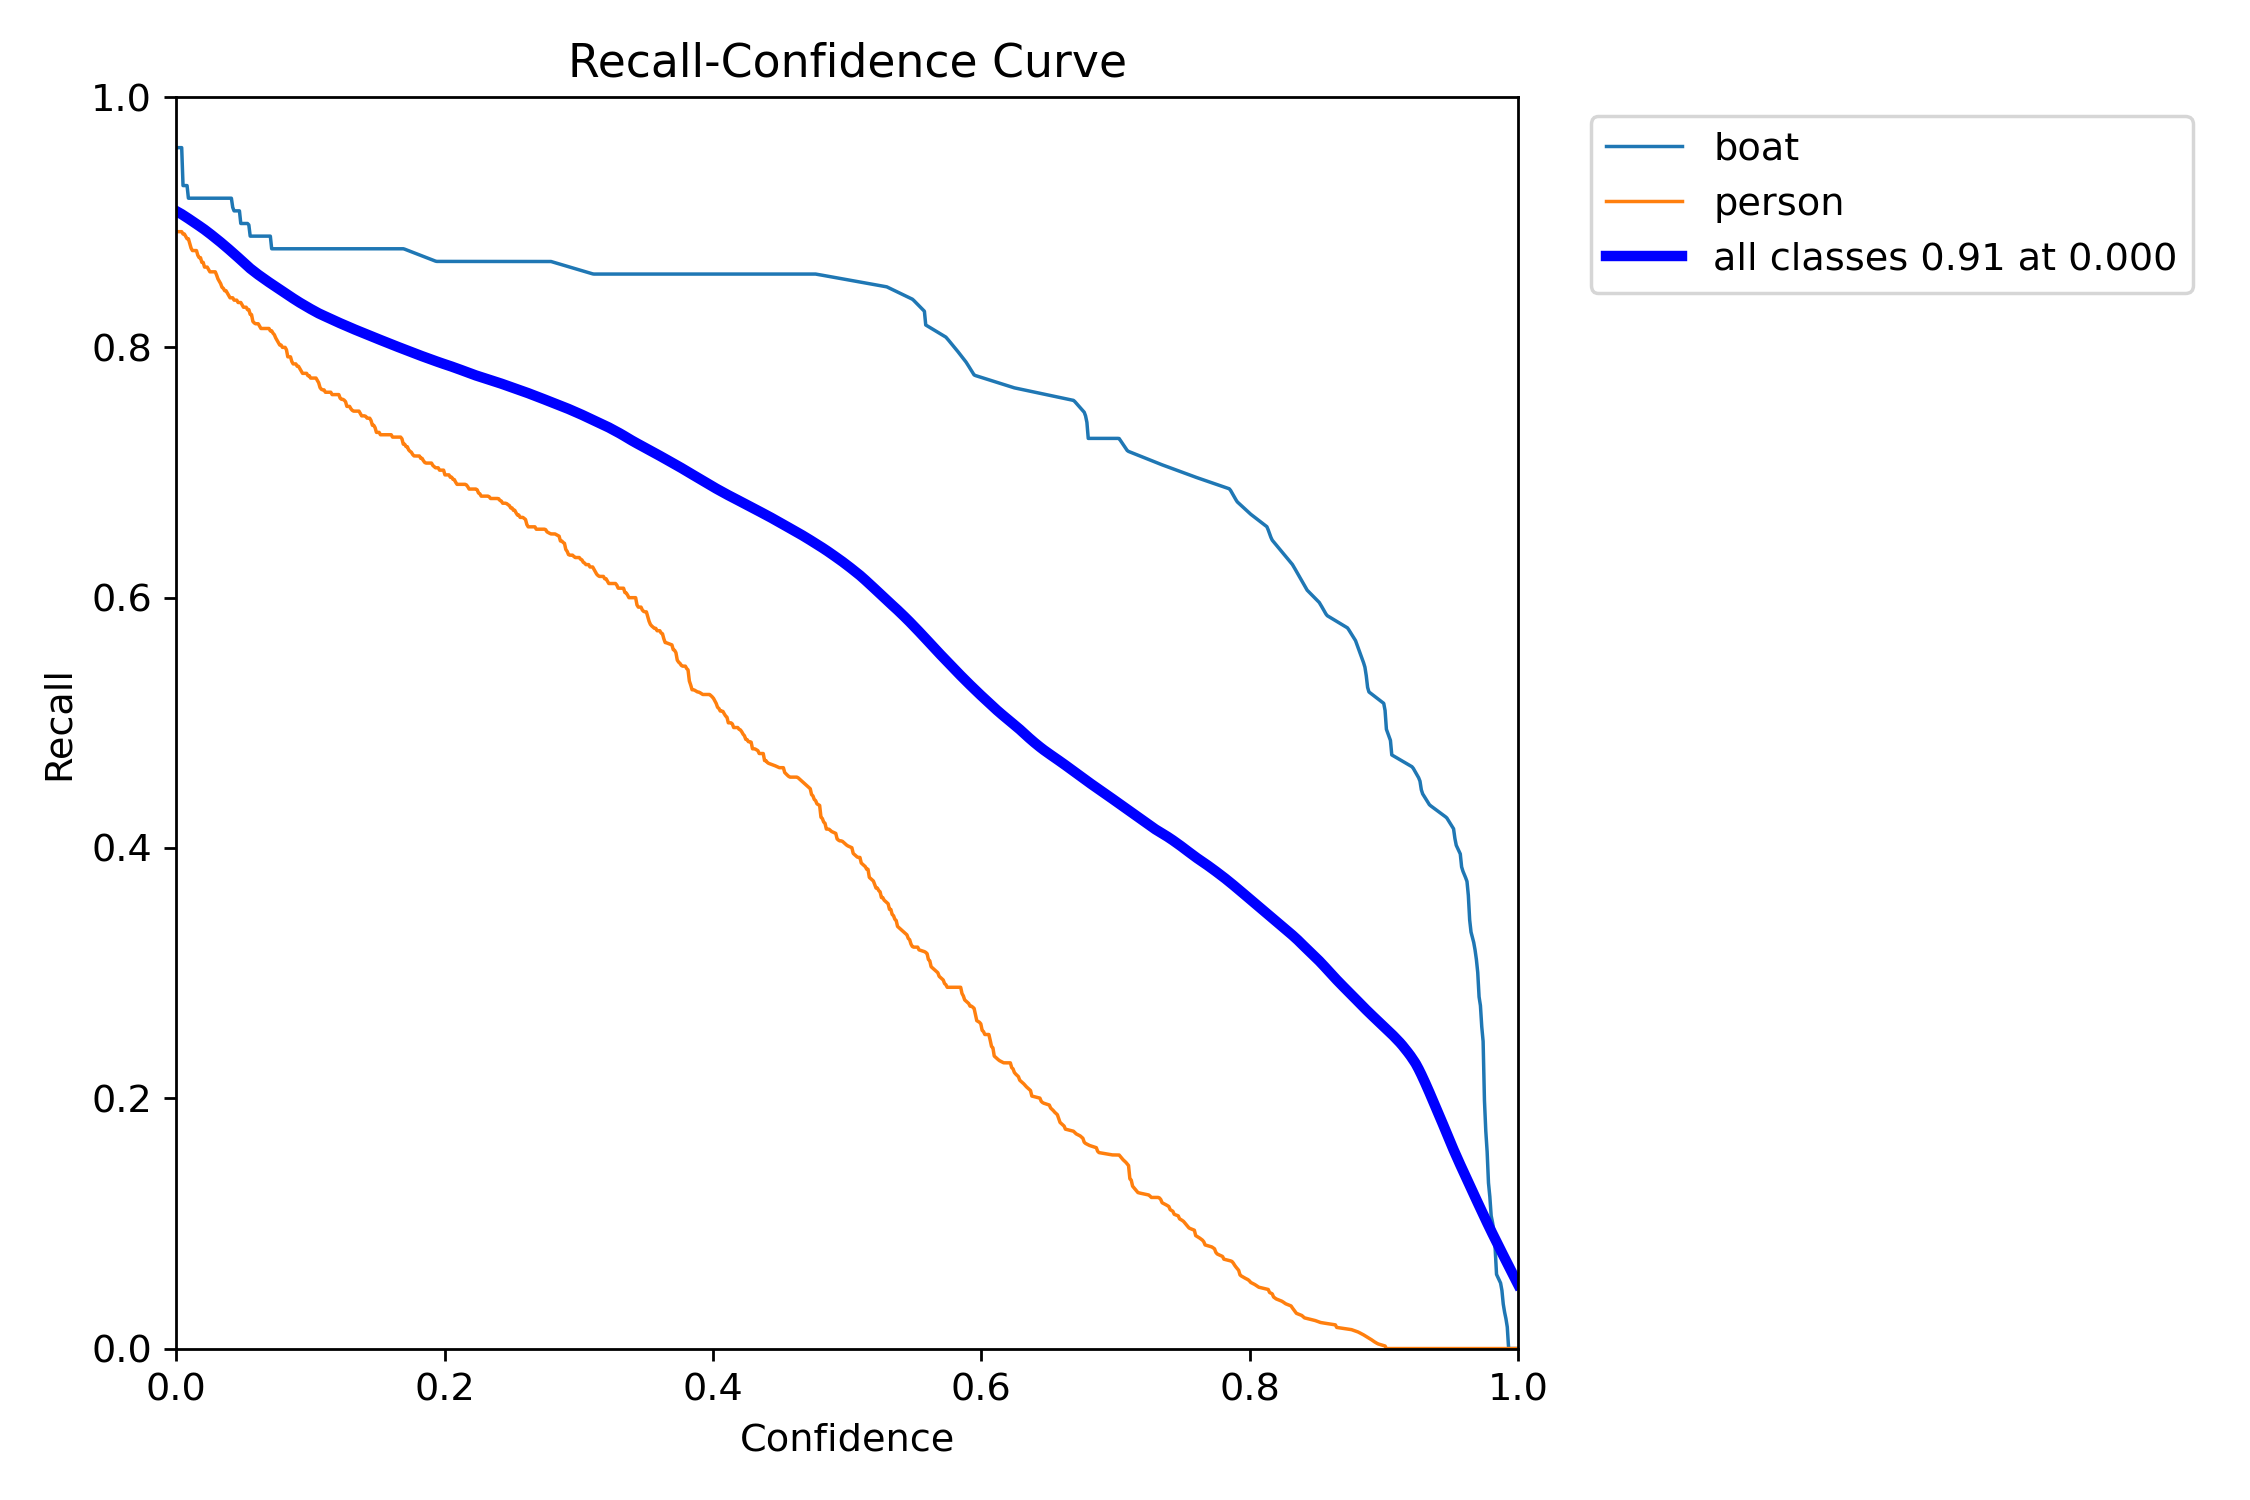 Recall-Confidence Curve
1.0
0.8
0.6
0.4
0.2
0.0
Recall
0.0 0.2 0.4 0.6 0.8 1.0
Confidence
boat
person
all classes 0.91 at 0.000